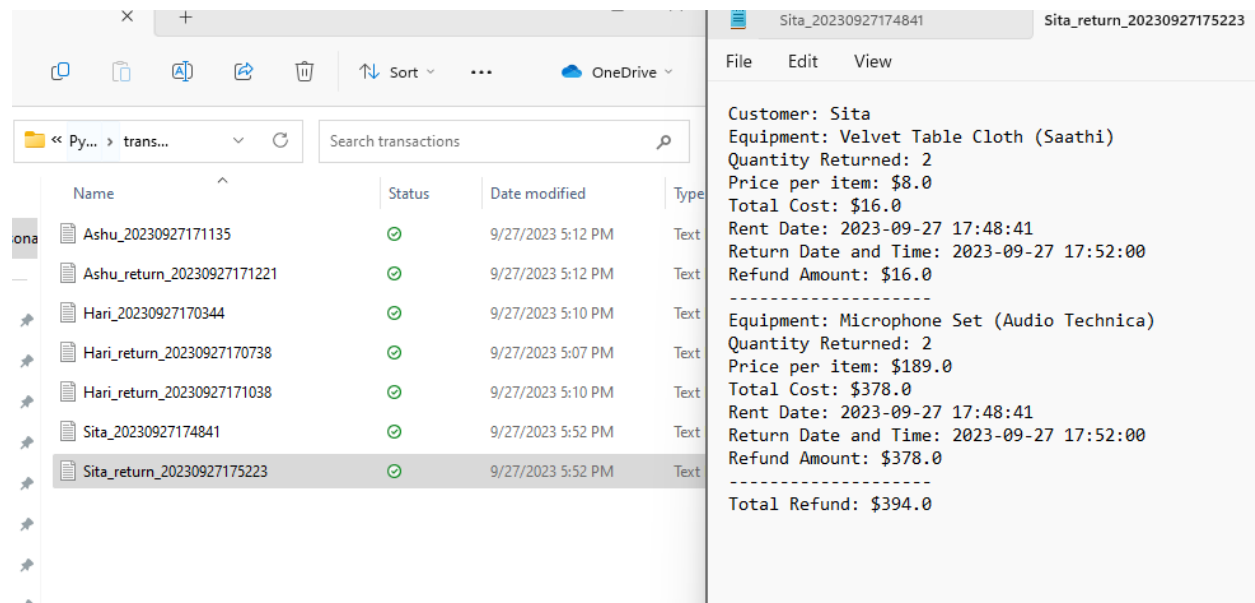 Sort
OneDrive
« Py... › trans...
Search transactions
Name Status Date modified Type
Ashu_20230927171135 9/27/2023 5:12 PM Text
Ashu_return_20230927171221 9/27/2023 5:12 PM Text
Hari_20230927170344 9/27/2023 5:10 PM Text
Hari_return_20230927170738 9/27/2023 5:07 PM Text
Hari_return_20230927171038 9/27/2023 5:10 PM Text
Sita_20230927174841 9/27/2023 5:52 PM Text
Sita_return_20230927175223 9/27/2023 5:52 PM Text
ona
Sita_20230927174841
Sita_return_20230927175223
File Edit View
Customer: Sita
Equipment: Velvet Table Cloth (Saathi)
Quantity Returned: 2
Price per item: $8.0
Total Cost: $16.0
Rent Date: 2023-09-27 17:48:41
Return Date and Time: 2023-09-27 17:52:00
Refund Amount: $16.0
--------------------
Equipment: Microphone Set (Audio Technica)
Quantity Returned: 2
Price per item: $189.0
Total Cost: $378.0
Rent Date: 2023-09-27 17:48:41
Return Date and Time: 2023-09-27 17:52:00
Refund Amount: $378.0
--------------------
Total Refund: $394.0